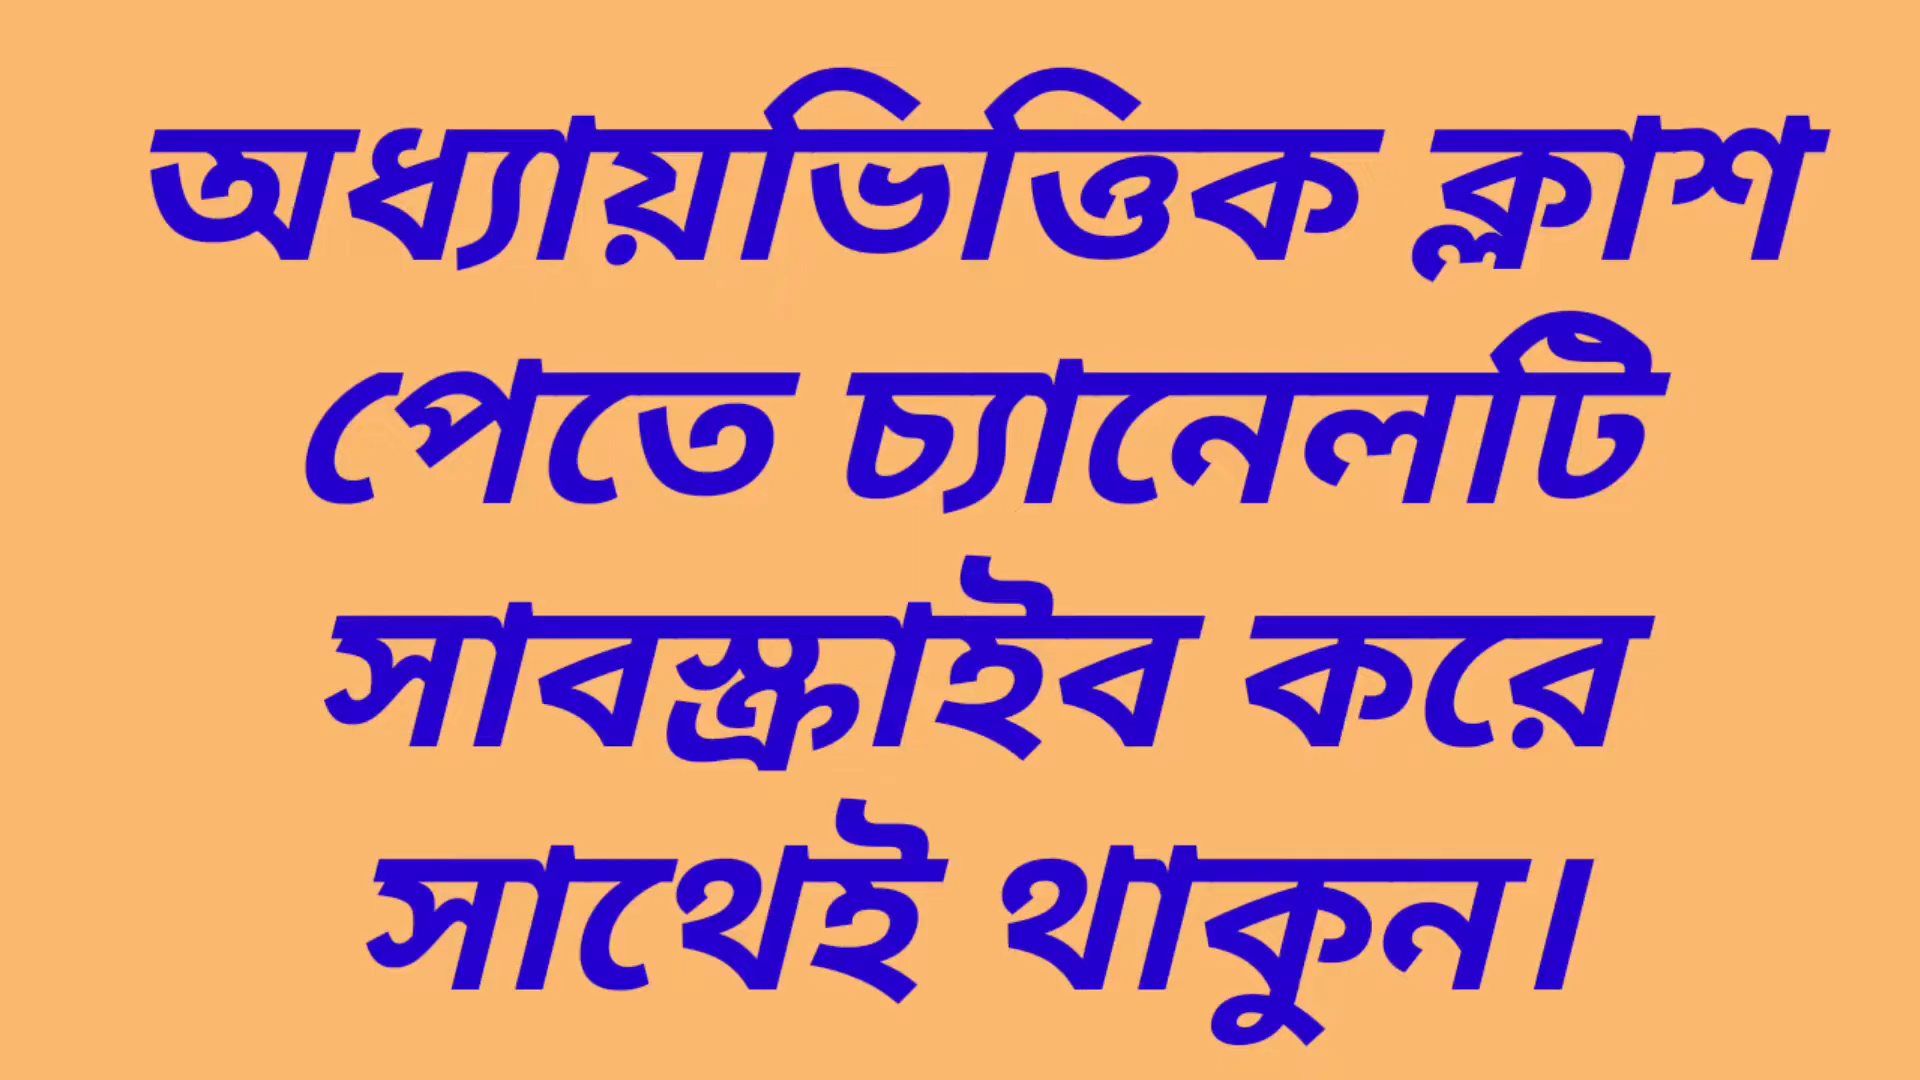 অধ্যায়ভিত্তিক ক্লাশ
পেতে চ্যানেলটি
সাবস্ক্রাইব করে
সাথেই থাকুন।